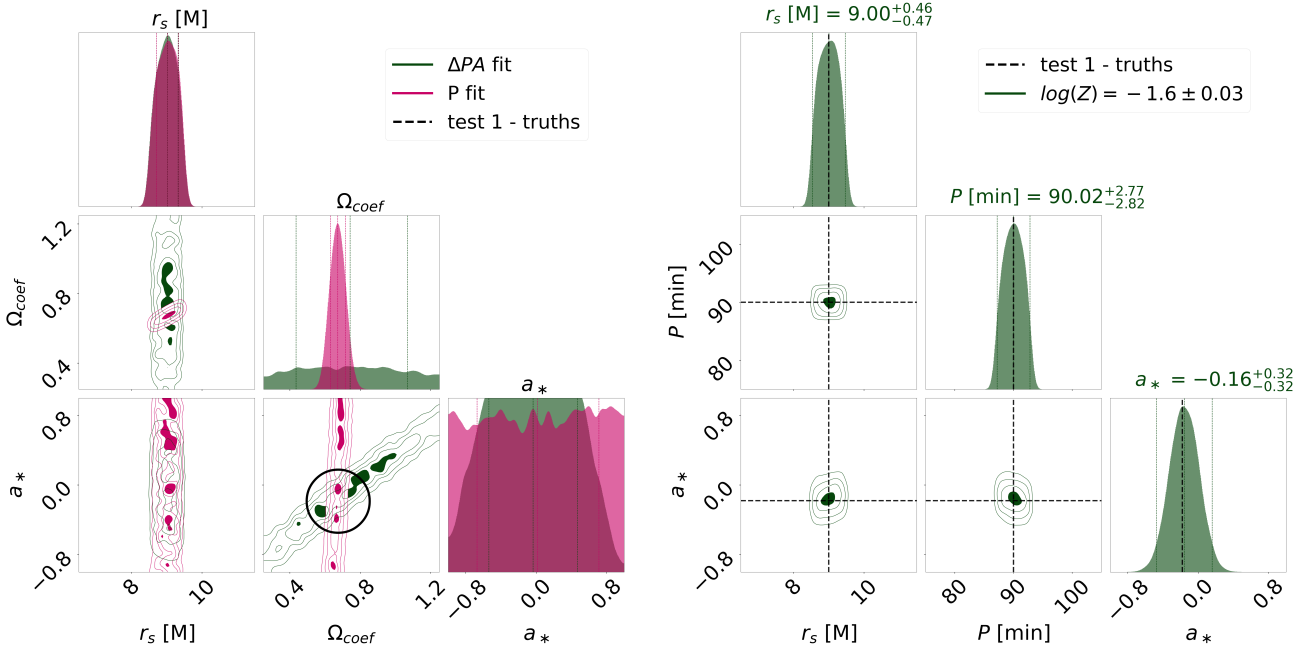 r_s [M]
ΔPA fit
P fit
test 1 - truths
Ω_coef
1.2
0.8
0.4
Ω_coef
a_*
0.8
0.0
−0.8
a_*
8
10
0.4
0.8
1.2
−0.8
0.0
0.8
r_s [M]
Ω_coef
a_*
r_s [M] = 9.00^{+0.46}_{−0.47}
test 1 - truths
log(Z) = − 1.6 ± 0.03
P [min] = 90.02^{+2.77}_{−2.82}
100
90
80
P [min]
a_* = −0.16^{+0.32}_{−0.32}
0.8
0.0
−0.8
a_*
8
10
80
90
100
−0.8
0.0
0.8
r_s [M]
P [min]
a_*